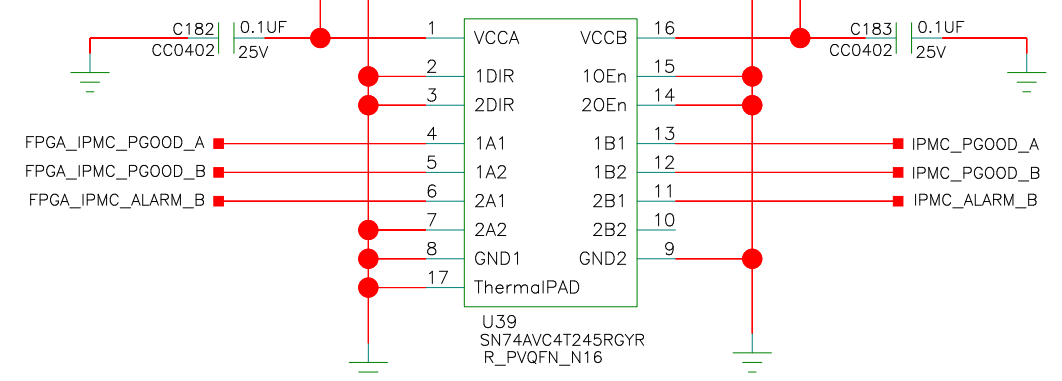 C182 0.1UF
CC0402 25V
1 VCCA VCCB 16
C183 0.1UF
CC0402 25V
2 1DIR 1OEn 15
3 2DIR 2OEn 14
FPGA_IPMC_PGOOD_A 4 1A1 1B1 13 IPMC_PGOOD_A
FPGA_IPMC_PGOOD_B 5 1A2 1B2 12 IPMC_PGOOD_B
FPGA_IPMC_ALARM_B 6 2A1 2B1 11 IPMC_ALARM_B
7 2A2 2B2 10
8 GND1 GND2 9
17 ThermalPAD
U39
SN74AVC4T245RGYR
R_PVQFN_N16